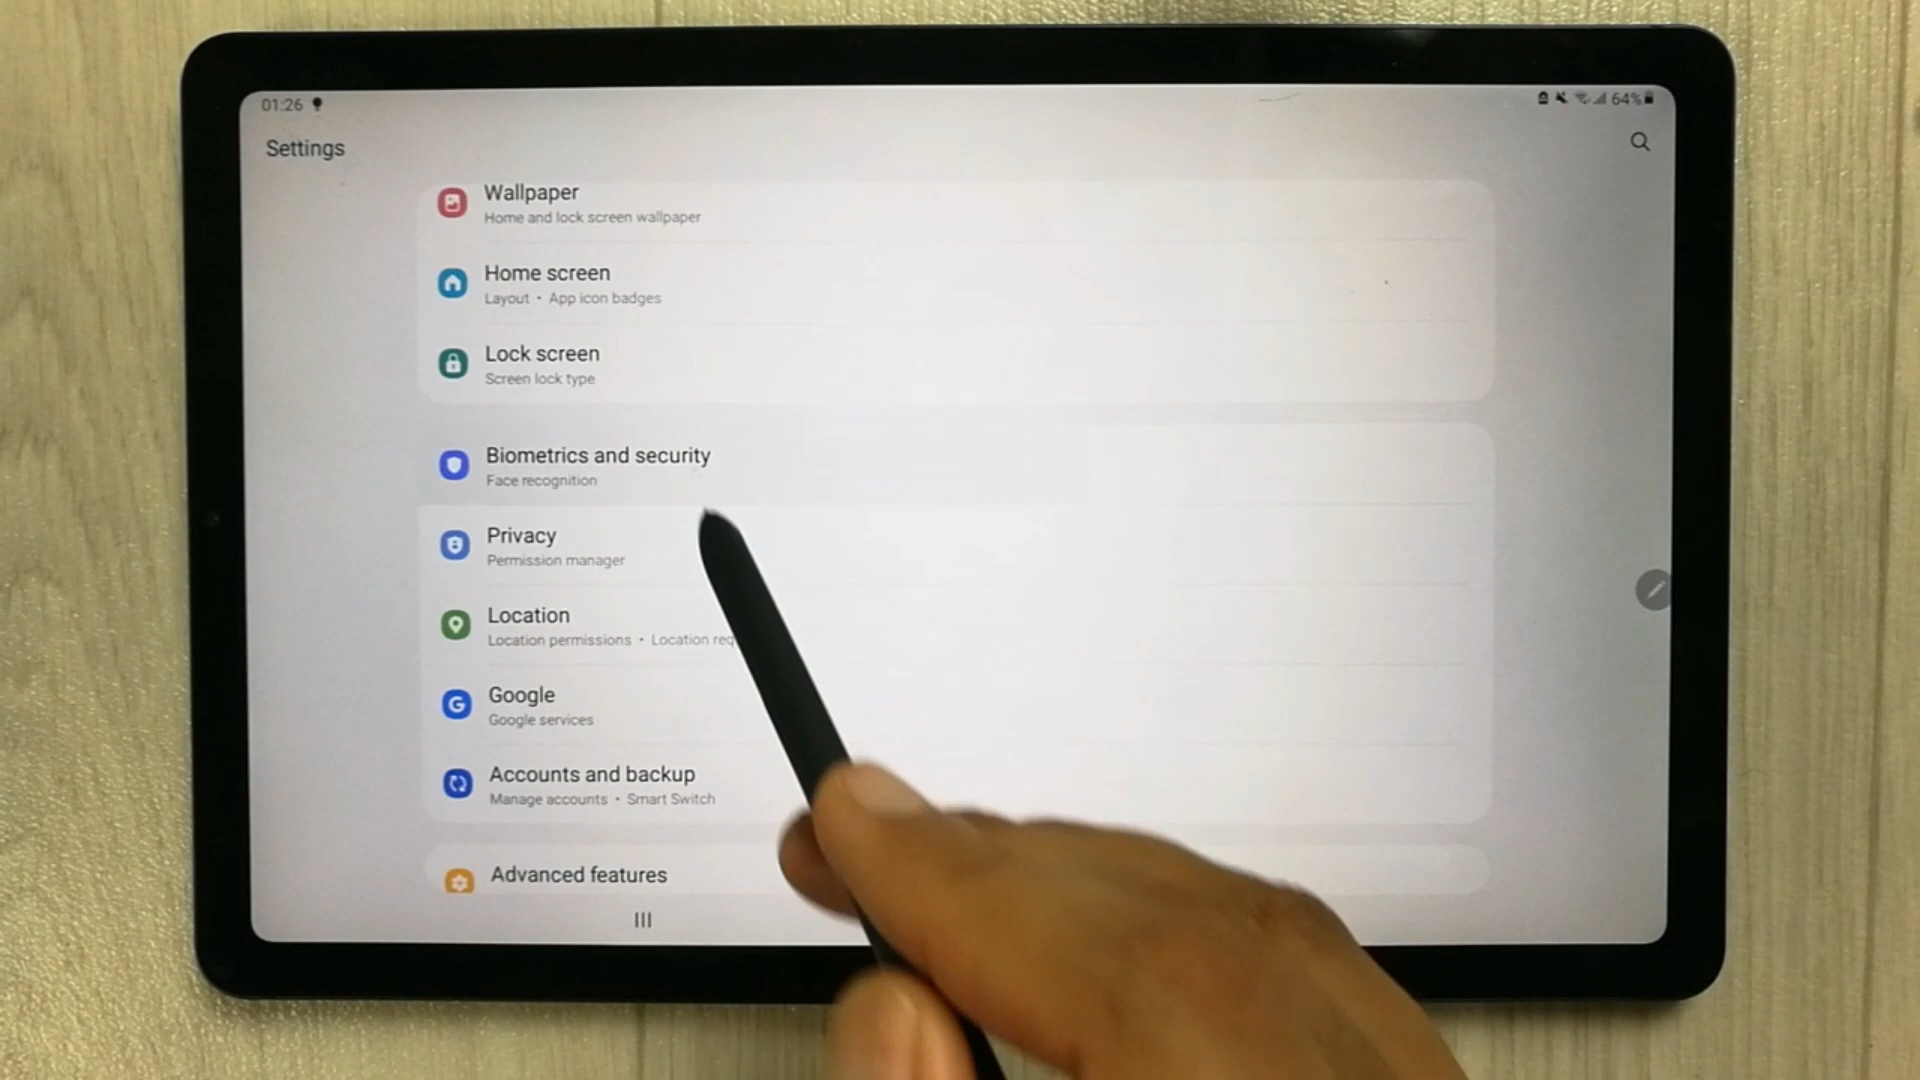 01:26
64%
Settings
Wallpaper
Home and lock screen wallpaper
Home screen
Layout • App icon badges
Lock screen
Screen lock type
Biometrics and security
Face recognition
Privacy
Permission manager
Location
Location permissions • Location req
Google
Google services
Accounts and backup
Manage accounts • Smart Switch
Advanced features